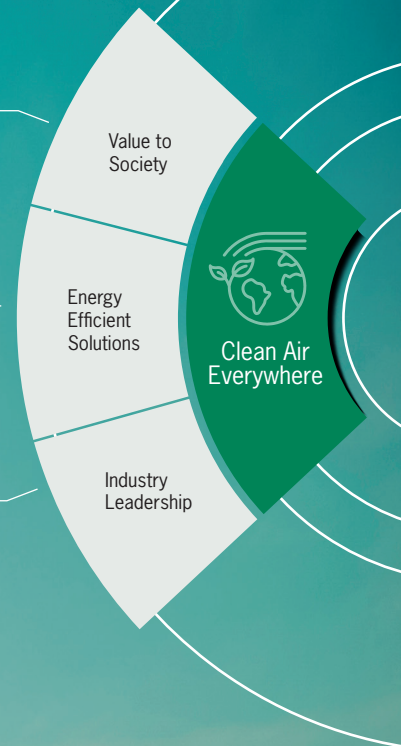 Value to
Society
Energy
Efficient
Solutions
Clean Air
Everywhere
Industry
Leadership